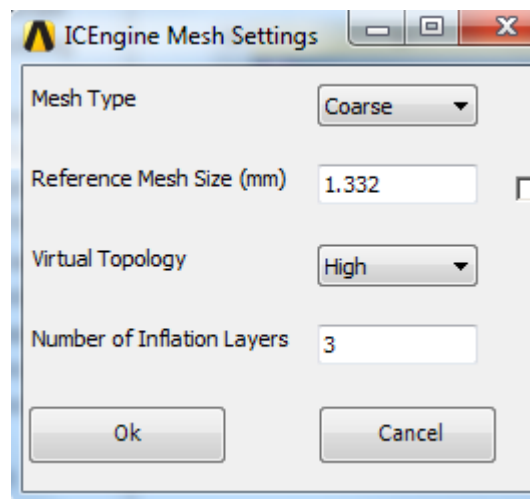 ICEngine Mesh Settings
Mesh Type Coarse
Reference Mesh Size (mm) 1.332
Virtual Topology High
Number of Inflation Layers 3
Ok Cancel